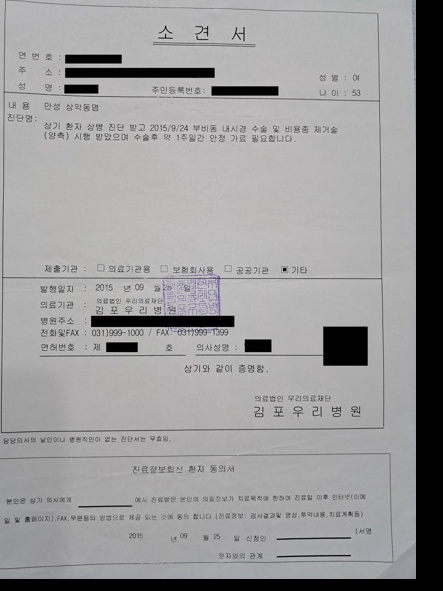 소 견 서
연 번 호 :
주 소 :
성 별 : 여
성 명 : 주민등록번호: 나 이 : 53
내 용 만성 상악동염
진단명:
상기 환자 상병 진단 받고 2015/9/24 부비동 내시경 수술 및 비용종 제거술
(양측) 시행 받았으며 수술후 약 1주일간 안정 가료 필요합니다.
제출기관 : □ 의료기관용 □ 보험회사용 □ 공공기관 ▣ 기타
발행일자 : 2015 년 09 월 25 일
의료기관 : 의료법인 우리의료재단
김 포 우 리 병 원
병원주소 :
전화및FAX : 031)999-1000 / FAX 031)999-1399
면허번호 : 제 호 의사성명 :
상기와 같이 증명함.
의료법인 우리의료재단
김 포 우 리 병 원
담당의사의 날인이나 병원직인이 없는 진단서는 무효임.
진료정보회신 환자 동의서
본인은 상기 의사에게 에서 진료받은 본인의 의료정보가 치료목적에 한하여 진료일 이후 인터넷(이메
일 및 홈페이지),FAX,우편등의 방법으로 제공 되는 것에 동의 합니다.(진료정보: 검사결과및 영상,투약내용,치료계획등)
2015 년 09 월 25 일 신청인 (서명
환자와의 관계